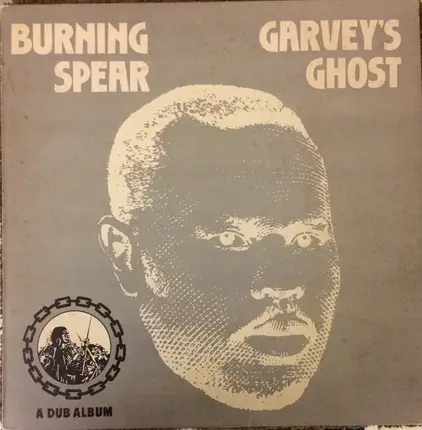 BURNING
SPEAR
GARVEY'S
GHOST
A DUB ALBUM